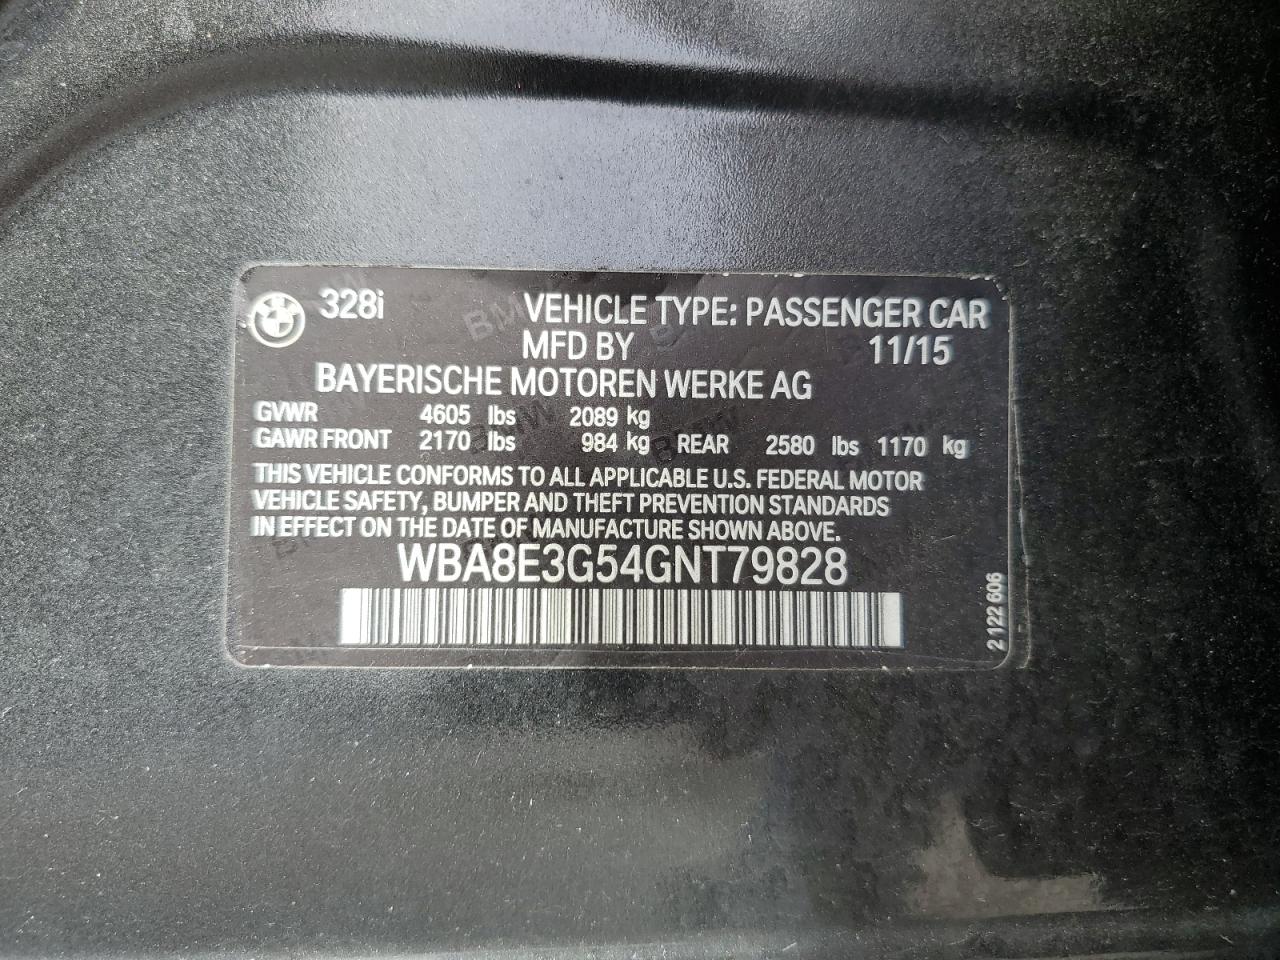 328i VEHICLE TYPE: PASSENGER CAR
MFD BY 11/15
BAYERISCHE MOTOREN WERKE AG
GVWR 4605 lbs 2089 kg
GAWR FRONT 2170 lbs 984 kg REAR 2580 lbs 1170 kg
THIS VEHICLE CONFORMS TO ALL APPLICABLE U.S. FEDERAL MOTOR
VEHICLE SAFETY, BUMPER AND THEFT PREVENTION STANDARDS
IN EFFECT ON THE DATE OF MANUFACTURE SHOWN ABOVE.
WBA8E3G54GNT79828
2 122 606